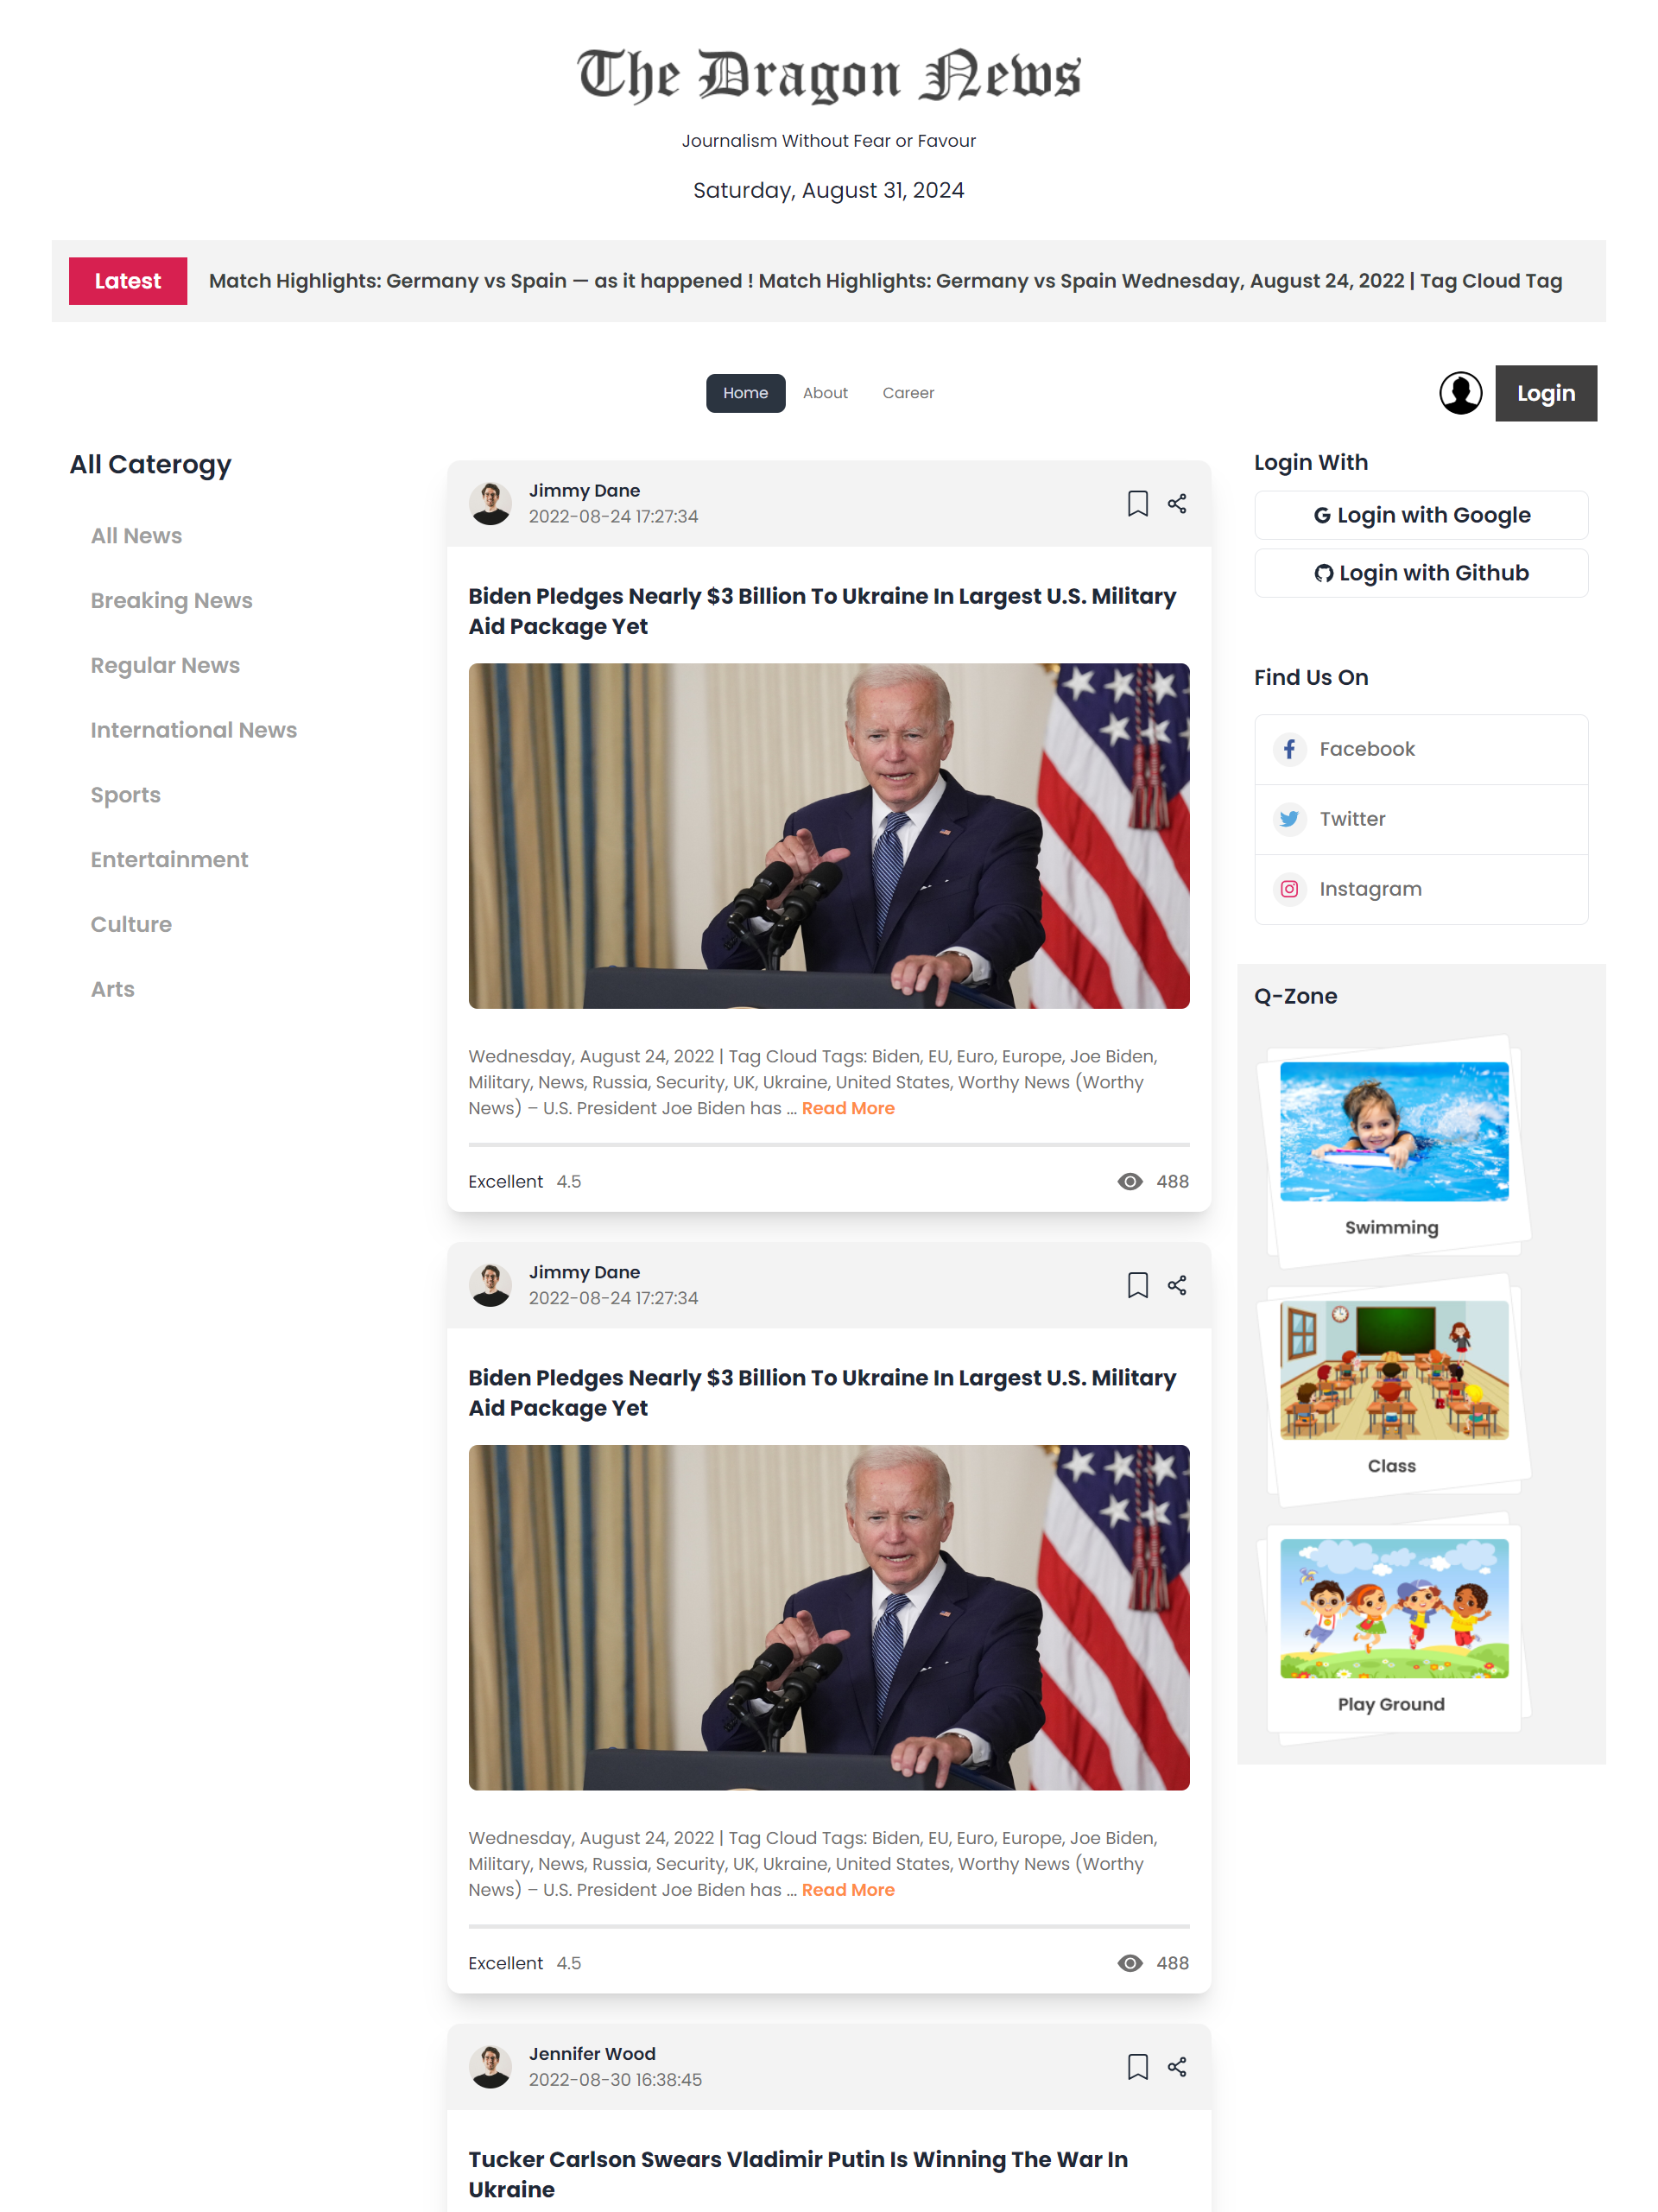 The Dragon News
Journalism Without Fear or Favour
Saturday, August 31, 2024
Latest
Match Highlights: Germany vs Spain — as it happened ! Match Highlights: Germany vs Spain Wednesday, August 24, 2022 | Tag Cloud Tag
Home
About
Career
Login
All Caterogy
All News
Breaking News
Regular News
International News
Sports
Entertainment
Culture
Arts
Jimmy Dane
2022-08-24 17:27:34
Biden Pledges Nearly $3 Billion To Ukraine In Largest U.S. Military
Aid Package Yet
Wednesday, August 24, 2022 | Tag Cloud Tags: Biden, EU, Euro, Europe, Joe Biden,
Military, News, Russia, Security, UK, Ukraine, United States, Worthy News (Worthy
News) – U.S. President Joe Biden has ... Read More
Excellent 4.5
488
Jimmy Dane
2022-08-24 17:27:34
Biden Pledges Nearly $3 Billion To Ukraine In Largest U.S. Military
Aid Package Yet
Wednesday, August 24, 2022 | Tag Cloud Tags: Biden, EU, Euro, Europe, Joe Biden,
Military, News, Russia, Security, UK, Ukraine, United States, Worthy News (Worthy
News) – U.S. President Joe Biden has ... Read More
Excellent 4.5
488
Jennifer Wood
2022-08-30 16:38:45
Tucker Carlson Swears Vladimir Putin Is Winning The War In
Ukraine
Login With
Login with Google
Login with Github
Find Us On
Facebook
Twitter
Instagram
Q-Zone
Swimming
Class
Play Ground